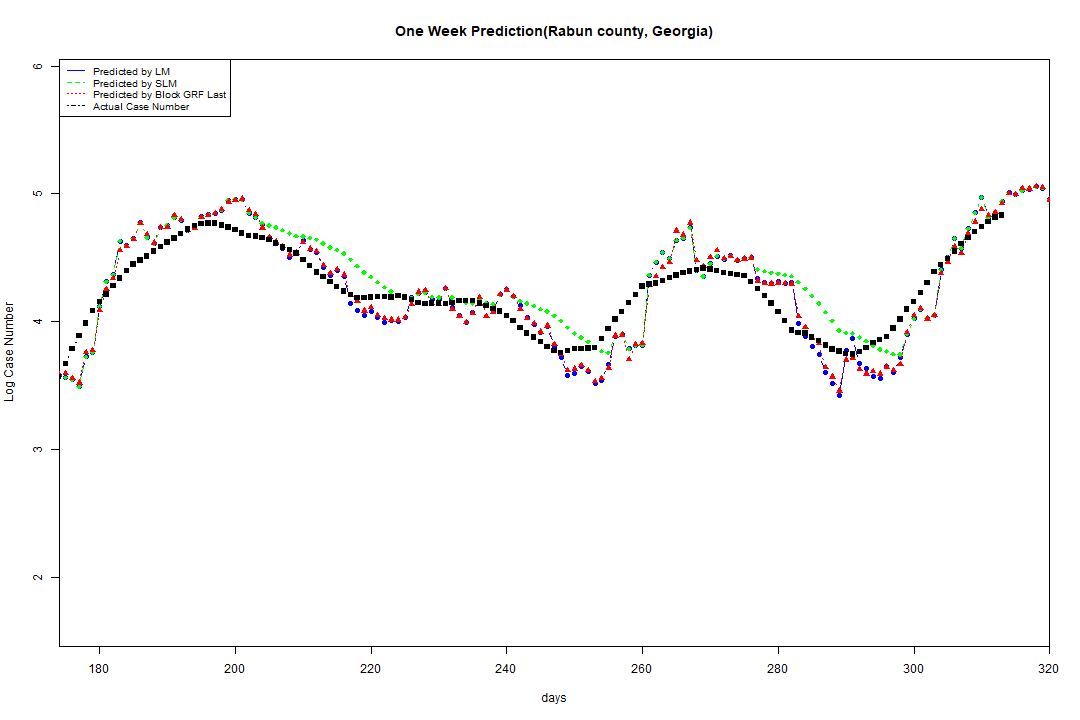 One Week Prediction(Rabun county, Georgia)
Predicted by LM
Predicted by SLM
Predicted by Block GRF Last
Actual Case Number
6
5
4
3
2
Log Case Number
180 200 220 240 260 280 300 320
days